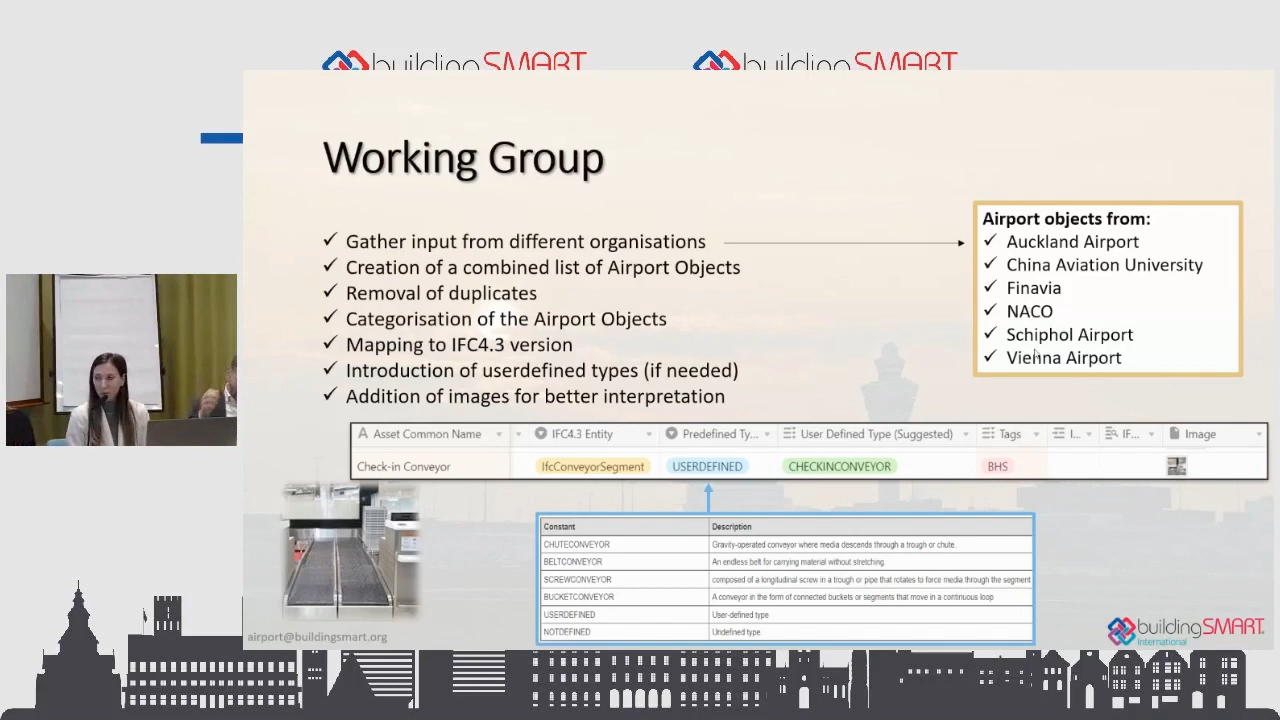 buildingSMART buildingSMART
Working Group
✓ Gather input from different organisations
✓ Creation of a combined list of Airport Objects
✓ Removal of duplicates
✓ Categorisation of the Airport Objects
✓ Mapping to IFC4.3 version
✓ Introduction of userdefined types (if needed)
✓ Addition of images for better interpretation
Airport objects from:
✓ Auckland Airport
✓ China Aviation University
✓ Finavia
✓ NACO
✓ Schiphol Airport
✓ Vienna Airport
Asset Common Name IFC4.3 Entity Predefined Ty... User Defined Type (Suggested) Tags I... IF... Image
Check-in Conveyor IfcConveyorSegment USERDEFINED CHECKINCONVEYOR BHS
Constant Description
CHUTECONVEYOR Gravity-operated conveyor where media descends through a trough or chute.
BELTCONVEYOR An endless belt for carrying material without stretching.
SCREWCONVEYOR composed of a longitudinal screw in a trough or pipe that rotates to force media through the segment
BUCKETCONVEYOR A conveyor in the form of connected buckets or segments that move in a continuous loop
USERDEFINED User-defined type
NOTDEFINED Undefined type.
airport@buildingsmart.org
buildingSMART
International